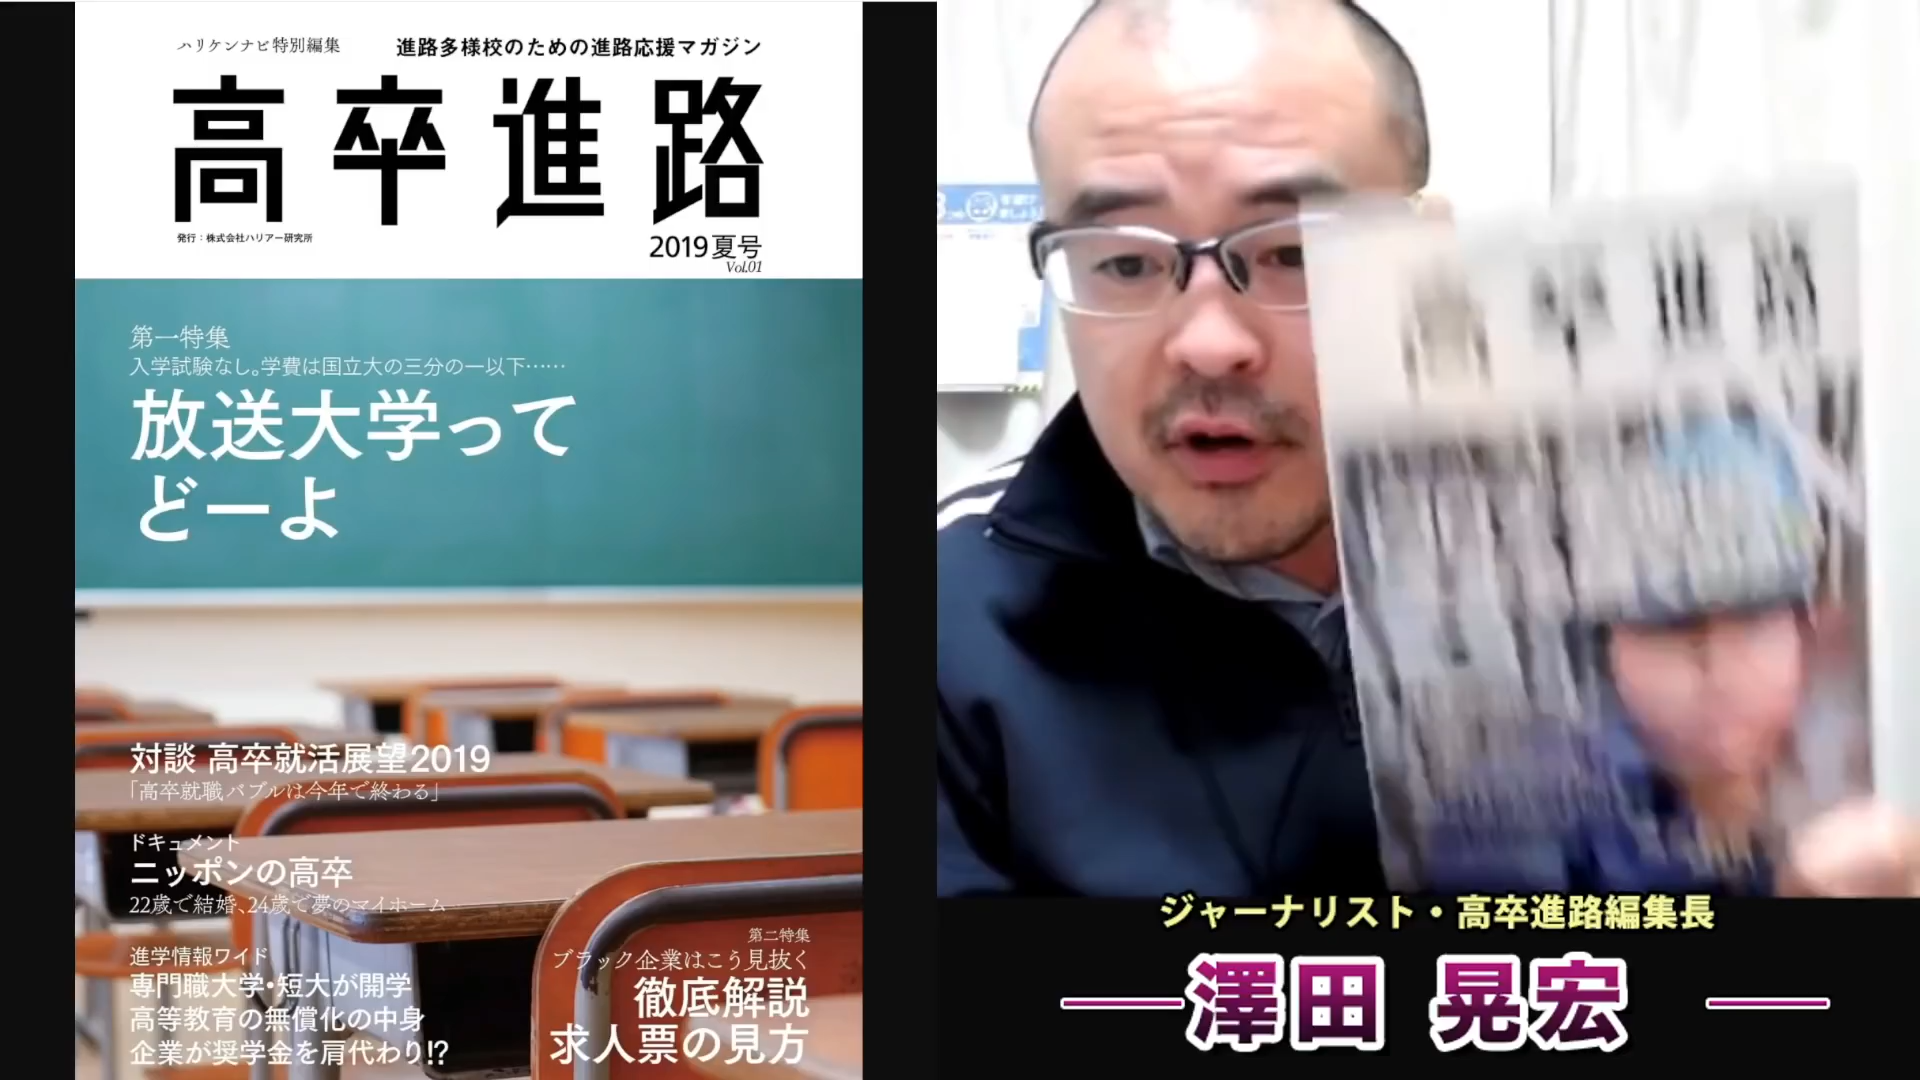 ハリケンナビ特別編集
進路多様校のための進路応援マガジン
高卒進路
発行：株式会社ハリアー研究所
2019夏号
Vol.01
第一特集
入学試験なし。学費は国立大の三分の一以下……
放送大学って
どーよ
対談 高卒就活展望2019
「高卒就職バブルは今年で終わる」
ドキュメント
ニッポンの高卒
22歳で結婚、24歳で夢のマイホーム
進学情報ワイド
専門職大学・短大が開学
高等教育の無償化の中身
企業が奨学金を肩代わり!?
第二特集
ブラック企業はこう見抜く
徹底解説
求人票の見方
ジャーナリスト・高卒進路編集長
澤田 晃宏